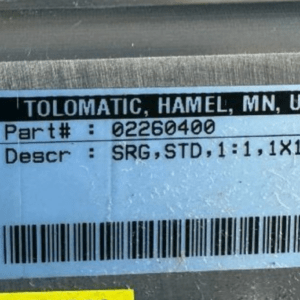 TOLOMATIC, HAMEL, MN, U
Part# : 02260400
Descr : SRG,STD,1:1,1X1